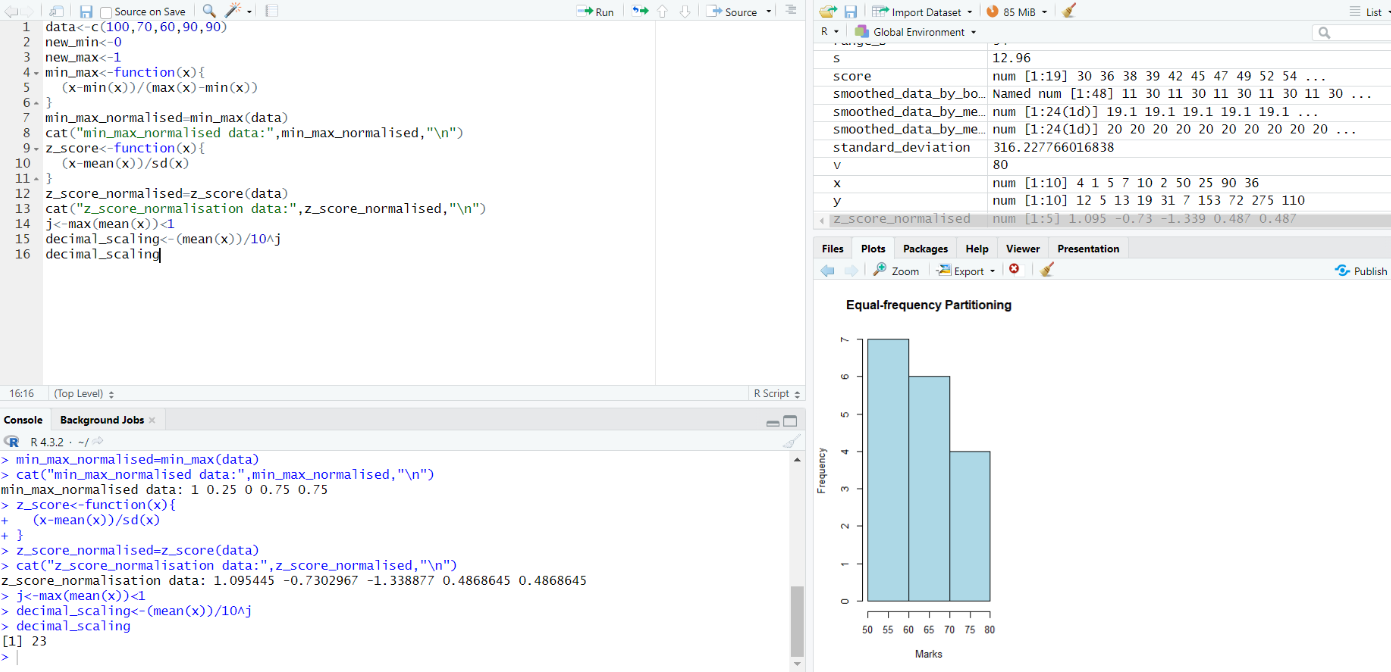 Source on Save Run Source
1 data<-c(100,70,60,90,90)
2 new_min<-0
3 new_max<-1
4 min_max<-function(x){
5 (x-min(x))/(max(x)-min(x))
6 }
7 min_max_normalised=min_max(data)
8 cat("min_max_normalised data:",min_max_normalised,"\n")
9 z_score<-function(x){
10 (x-mean(x))/sd(x)
11 }
12 z_score_normalised=z_score(data)
13 cat("z_score_normalisation data:",z_score_normalised,"\n")
14 j<-max(mean(x))<1
15 decimal_scaling<-(mean(x))/10^j
16 decimal_scaling
16:16 (Top Level) R Script
Console Background Jobs
R R 4.3.2 · ~/
> min_max_normalised=min_max(data)
> cat("min_max_normalised data:",min_max_normalised,"\n")
min_max_normalised data: 1 0.25 0 0.75 0.75
> z_score<-function(x){
+ (x-mean(x))/sd(x)
+ }
> z_score_normalised=z_score(data)
> cat("z_score_normalisation data:",z_score_normalised,"\n")
z_score_normalisation data: 1.095445 -0.7302967 -1.338877 0.4868645 0.4868645
> j<-max(mean(x))<1
> decimal_scaling<-(mean(x))/10^j
> decimal_scaling
[1] 23
>
Import Dataset 85 MiB List
R Global Environment
s 12.96
score num [1:19] 30 36 38 39 42 45 47 49 52 54 ...
smoothed_data_by_bo… Named num [1:48] 11 30 11 30 11 30 11 30 11 30 ...
smoothed_data_by_me… num [1:24(1d)] 19.1 19.1 19.1 19.1 19.1 ...
smoothed_data_by_me… num [1:24(1d)] 20 20 20 20 20 20 20 20 20 20 ...
standard_deviation 316.227766016838
v 80
x num [1:10] 4 1 5 7 10 2 50 25 90 36
y num [1:10] 12 5 13 19 31 7 153 72 275 110
z_score_normalised num [1:5] 1.095 -0.73 -1.339 0.487 0.487
Files Plots Packages Help Viewer Presentation
Zoom Export Publish
Equal-frequency Partitioning
7
6
5
4
3
2
1
0
Frequency
50 55 60 65 70 75 80
Marks